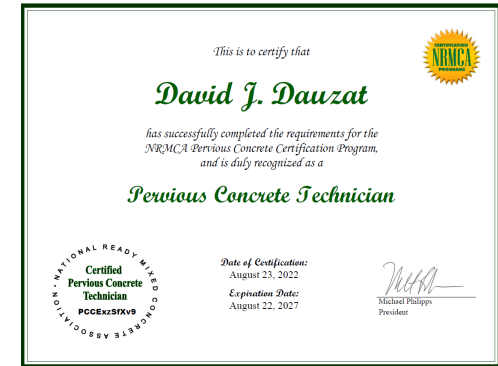 CERTIFICATION
NRMCA
PROGRAMS
This is to certify that
David J. Dauzat
has successfully completed the requirements for the
NRMCA Pervious Concrete Certification Program,
and is duly recognized as a
Pervious Concrete Technician
NATIONAL READY MIXED CONCRETE ASSOCIATION
Certified
Pervious Concrete
Technician
PCCExzSfXv9
Date of Certification:
August 23, 2022
Expiration Date:
August 22, 2027
Michael Philipps
President